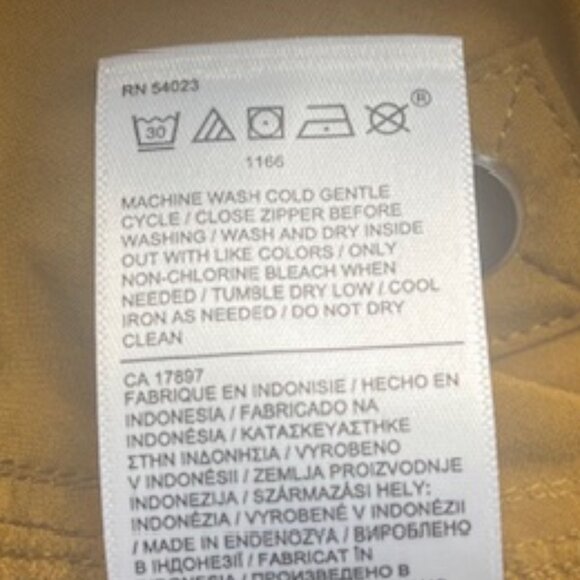 RN 54023
30
®
1166
MACHINE WASH COLD GENTLE
CYCLE / CLOSE ZIPPER BEFORE
WASHING / WASH AND DRY INSIDE
OUT WITH LIKE COLORS / ONLY
NON-CHLORINE BLEACH WHEN
NEEDED / TUMBLE DRY LOW / COOL
IRON AS NEEDED / DO NOT DRY
CLEAN
CA 17897
FABRIQUE EN INDONISIE / HECHO EN
INDONESIA / FABRICADO NA
INDONÉSIA / ΚΑΤΑΣΚΕΥΑΣΤΗΚΕ
ΣΤΗΝ ΙΝΔΟΝΗΣΙΑ / VYROBENO
V INDONÉSII / ZEMLJA PROIZVODNJE
INDONEZIJA / SZÁRMAZÁSI HELY:
INDONÉZIA / VYROBENÉ V INDONÉZII
/ MADE IN ENDENOZYA / ВИРОБЛЕНО
В ІНДОНЕЗІЇ / FABRICAT ÎN
INDONEZIA / ПРОИЗВЕДЕНО В